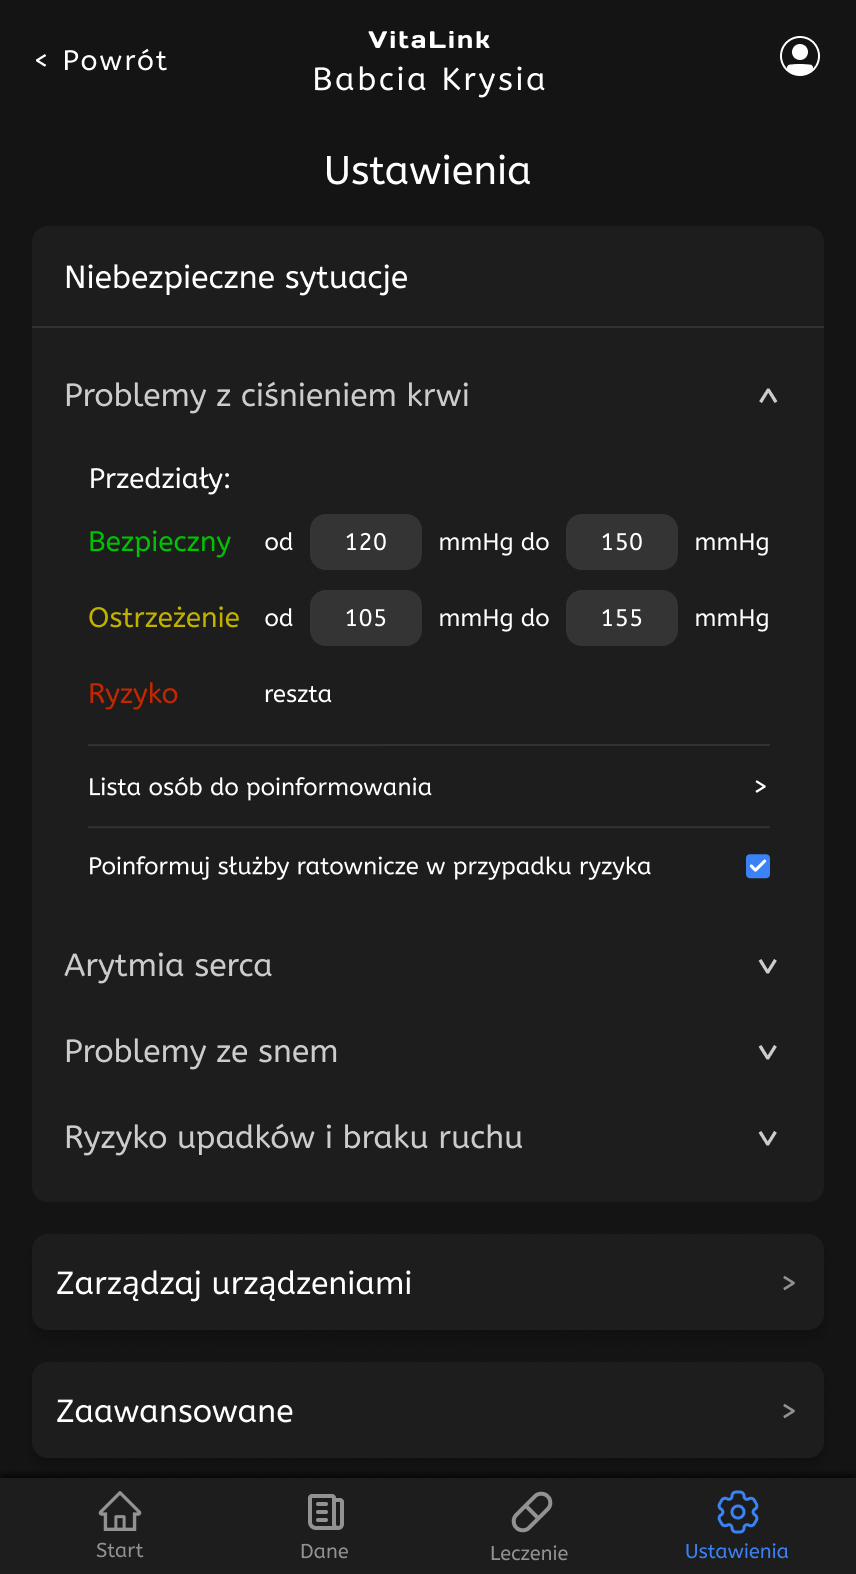 < Powrót
VitaLink
Babcia Krysia
Ustawienia
Niebezpieczne sytuacje
Problemy z ciśnieniem krwi
Przedziały:
Bezpieczny od 120 mmHg do 150 mmHg
Ostrzeżenie od 105 mmHg do 155 mmHg
Ryzyko reszta
Lista osób do poinformowania >
Poinformuj służby ratownicze w przypadku ryzyka
Arytmia serca
Problemy ze snem
Ryzyko upadków i braku ruchu
Zarządzaj urządzeniami >
Zaawansowane >
Start Dane Leczenie Ustawienia